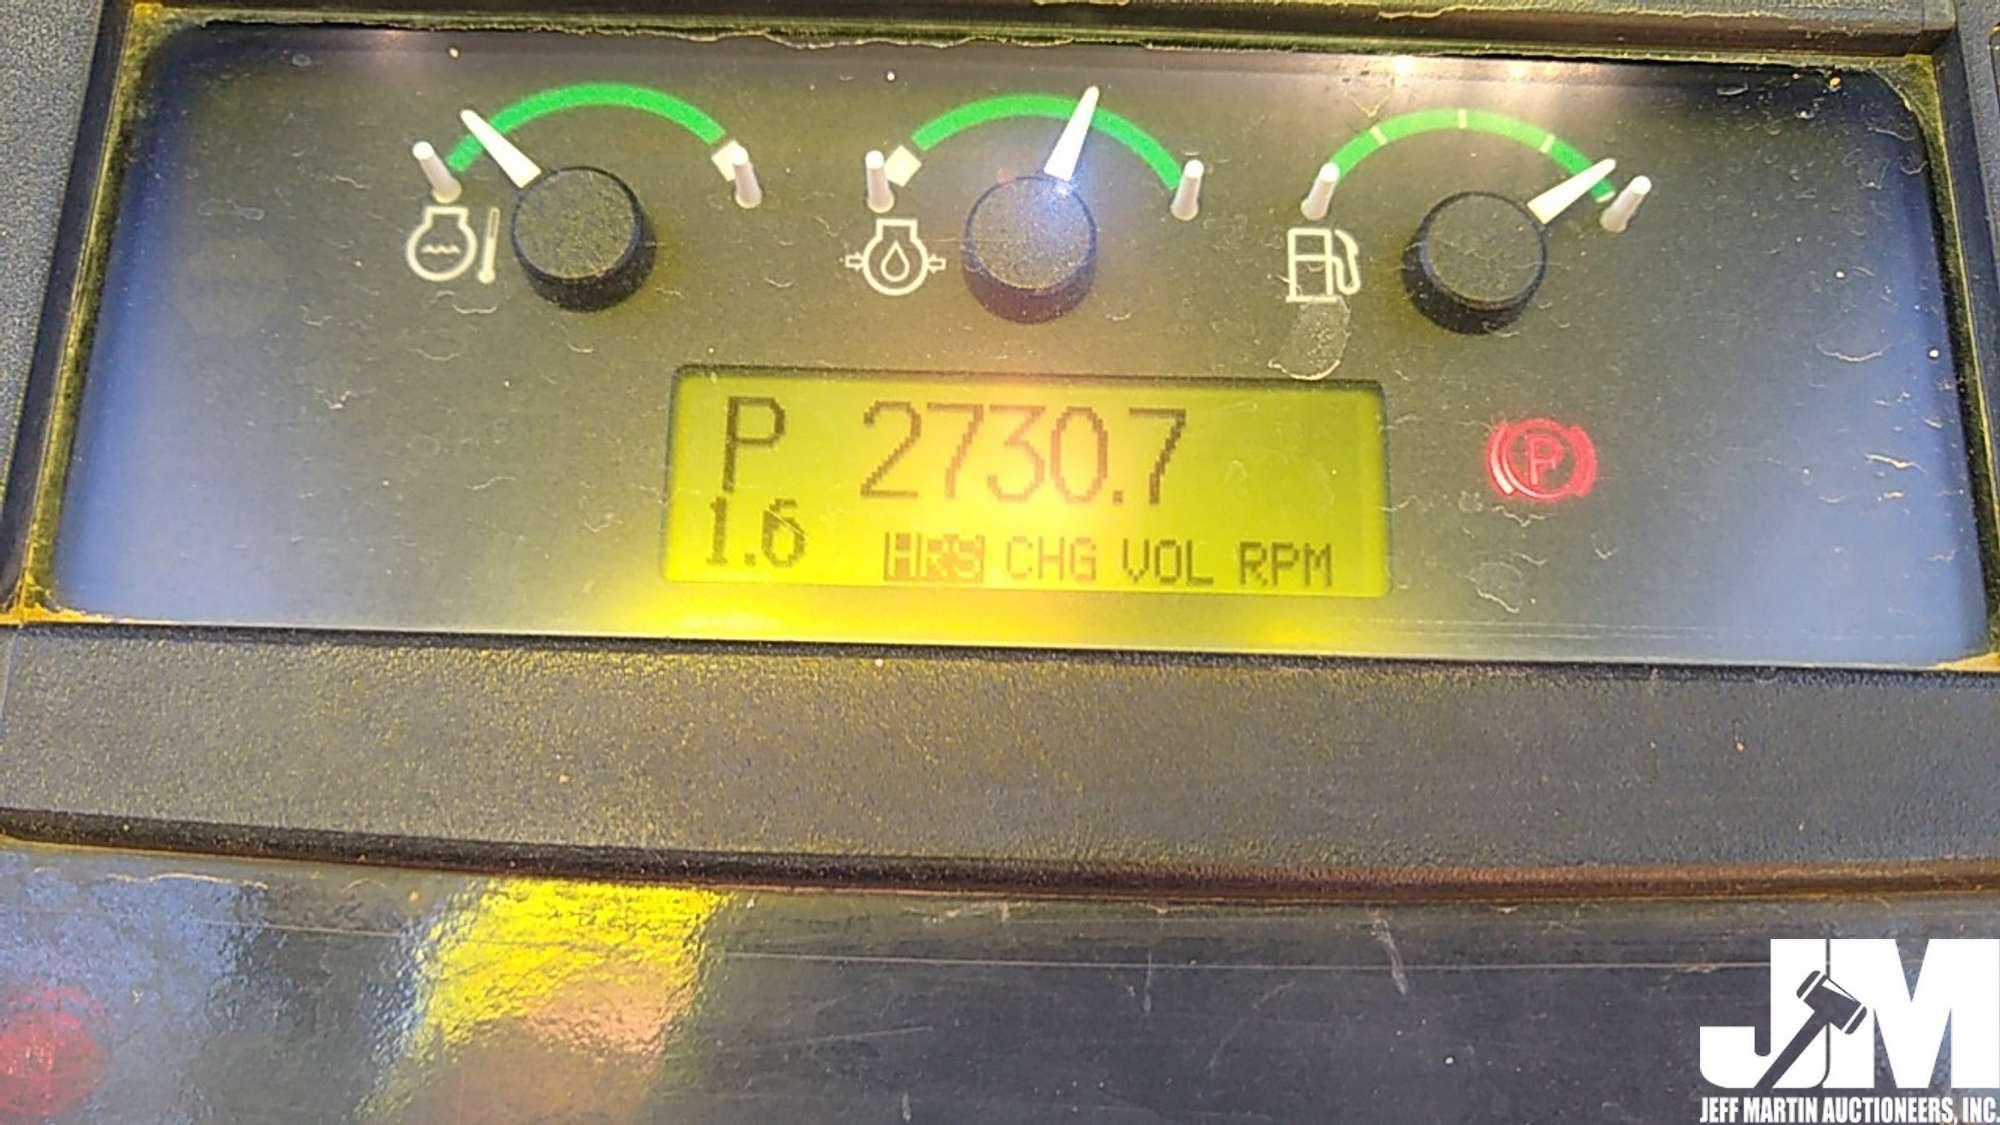 P 2730.7
1.6 HRS CHG VOL RPM
P
JM
JEFF MARTIN AUCTIONEERS, INC.